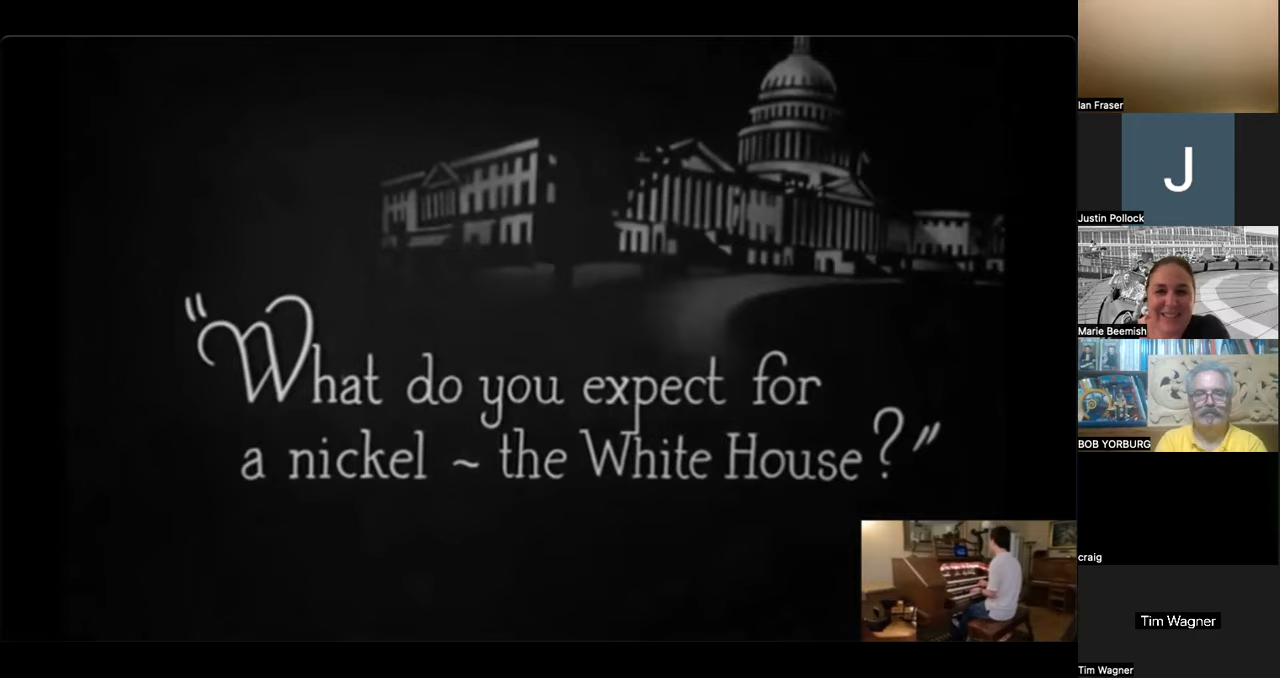 "What do you expect for
a nickel ~ the White House?"
Ian Fraser
J
Justin Pollock
Marie Beemish
BOB YORBURG
craig
Tim Wagner
Tim Wagner